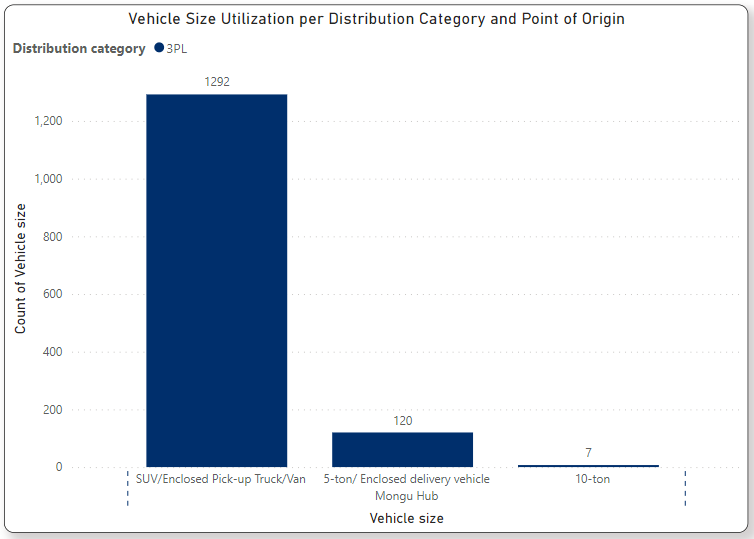 Vehicle Size Utilization per Distribution Category and Point of Origin
Distribution category 3PL
1292
1,200
1,000
800
600
400
200
0
120
7
Count of Vehicle size
SUV/Enclosed Pick-up Truck/Van
5-ton/ Enclosed delivery vehicle
10-ton
Mongu Hub
Vehicle size